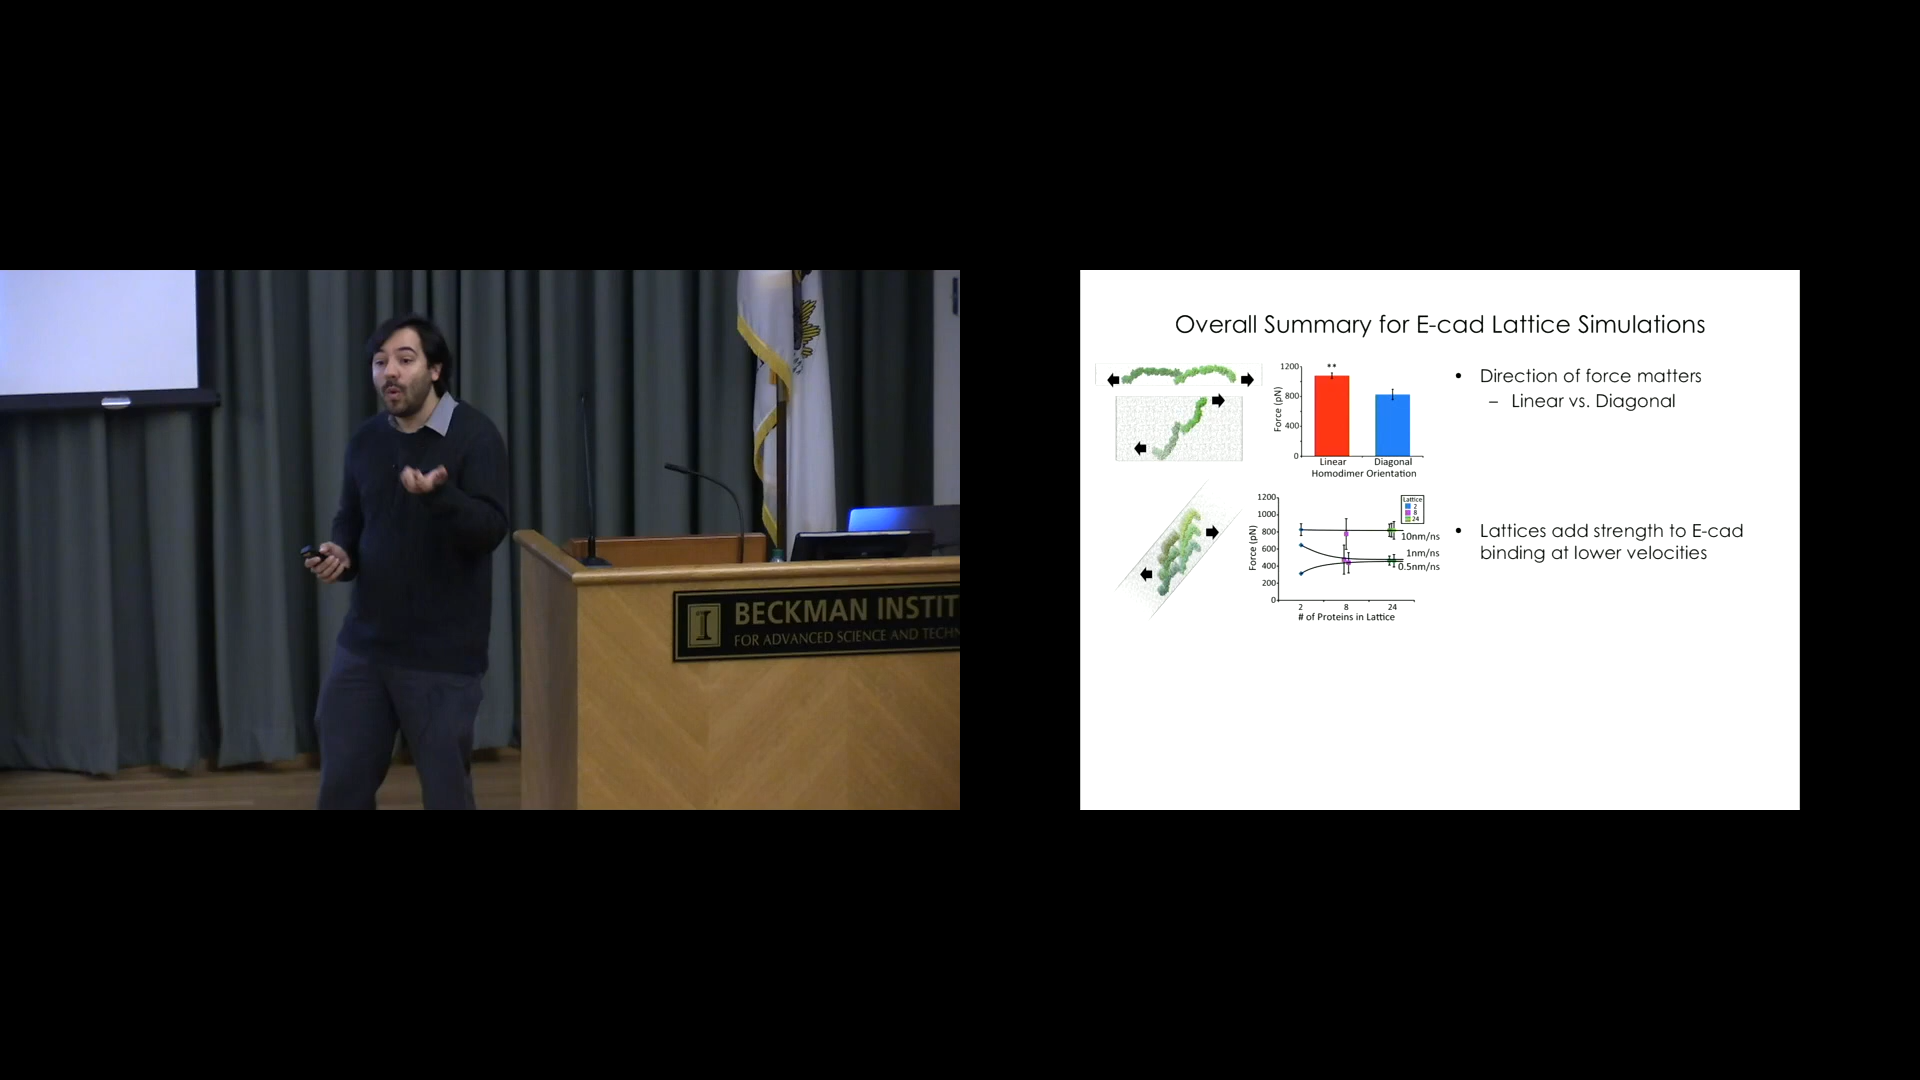 BECKMAN INSTIT
FOR ADVANCED SCIENCE AND TECHN
Overall Summary for E-cad Lattice Simulations
1200
800
400
0
Force (pN)
**
Linear
Diagonal
Homodimer Orientation
• Direction of force matters
– Linear vs. Diagonal
1200
1000
800
600
400
200
0
Force (pN)
Lattice
2
8
24
10nm/ns
1nm/ns
0.5nm/ns
2
8
24
# of Proteins in Lattice
• Lattices add strength to E-cad
binding at lower velocities